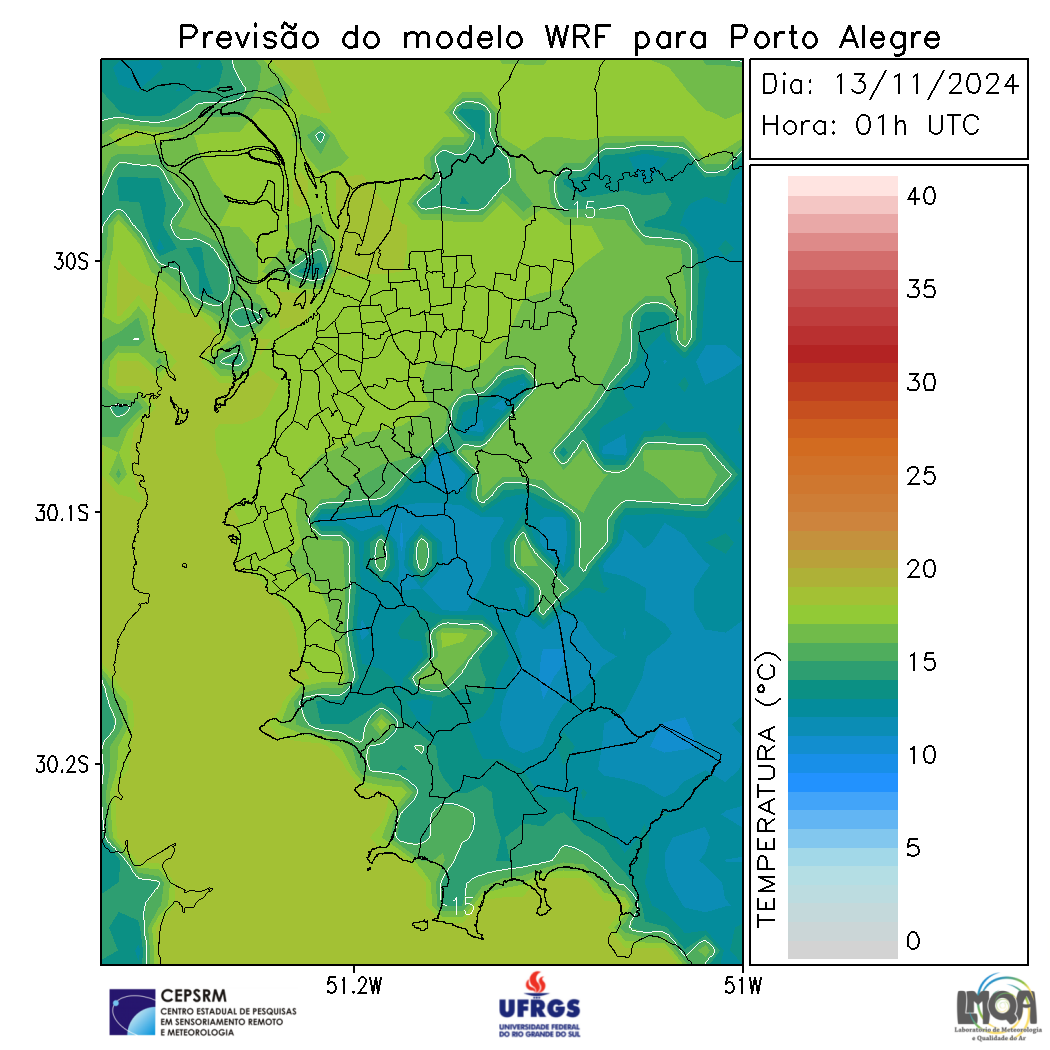 Previsão do modelo WRF para Porto Alegre
Dia: 13/11/2024
Hora: 01h UTC
30S
30.1S
30.2S
51.2W
51W
15
15
TEMPERATURA (°C)
40
35
30
25
20
15
10
5
0
CEPSRM
CENTRO ESTADUAL DE PESQUISAS
EM SENSORIAMENTO REMOTO
E METEOROLOGIA
UFRGS
UNIVERSIDADE FEDERAL
DO RIO GRANDE DO SUL
LMQA
Laboratório de Meteorologia
e Qualidade do Ar